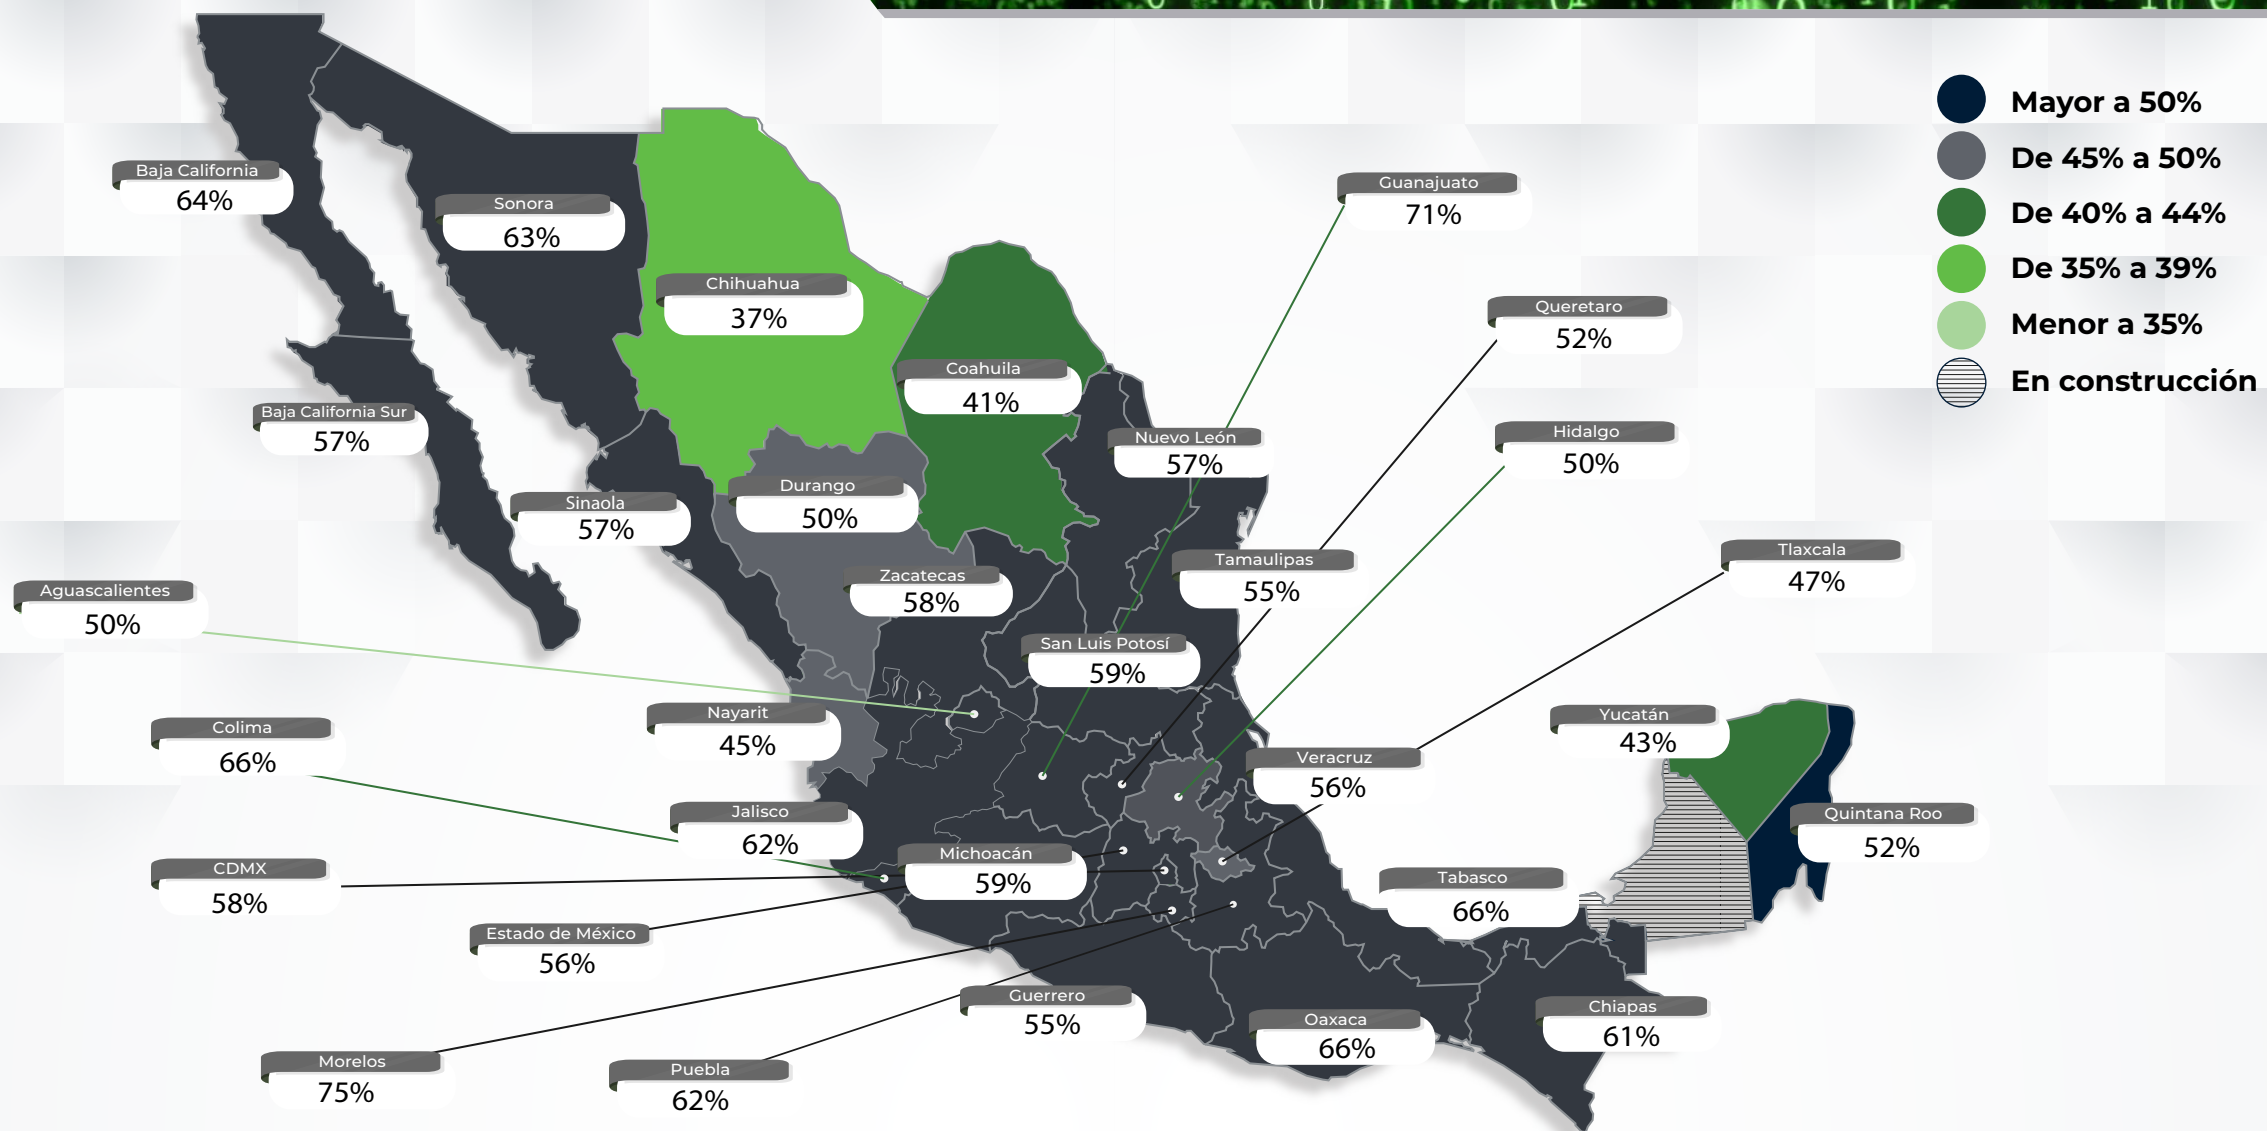 Mayor a 50%
De 45% a 50%
De 40% a 44%
De 35% a 39%
Menor a 35%
En construcción
Baja California
64%
Sonora
63%
Guanajuato
71%
Chihuahua
37%
Queretaro
52%
Coahuila
41%
Baja California Sur
57%
Nuevo León
57%
Hidalgo
50%
Durango
50%
Sinaola
57%
Tamaulipas
55%
Tlaxcala
47%
Zacatecas
58%
Aguascalientes
50%
San Luis Potosí
59%
Nayarit
45%
Yucatán
43%
Colima
66%
Veracruz
56%
Jalisco
62%
Quintana Roo
52%
Michoacán
59%
CDMX
58%
Tabasco
66%
Estado de México
56%
Guerrero
55%
Chiapas
61%
Oaxaca
66%
Morelos
75%
Puebla
62%